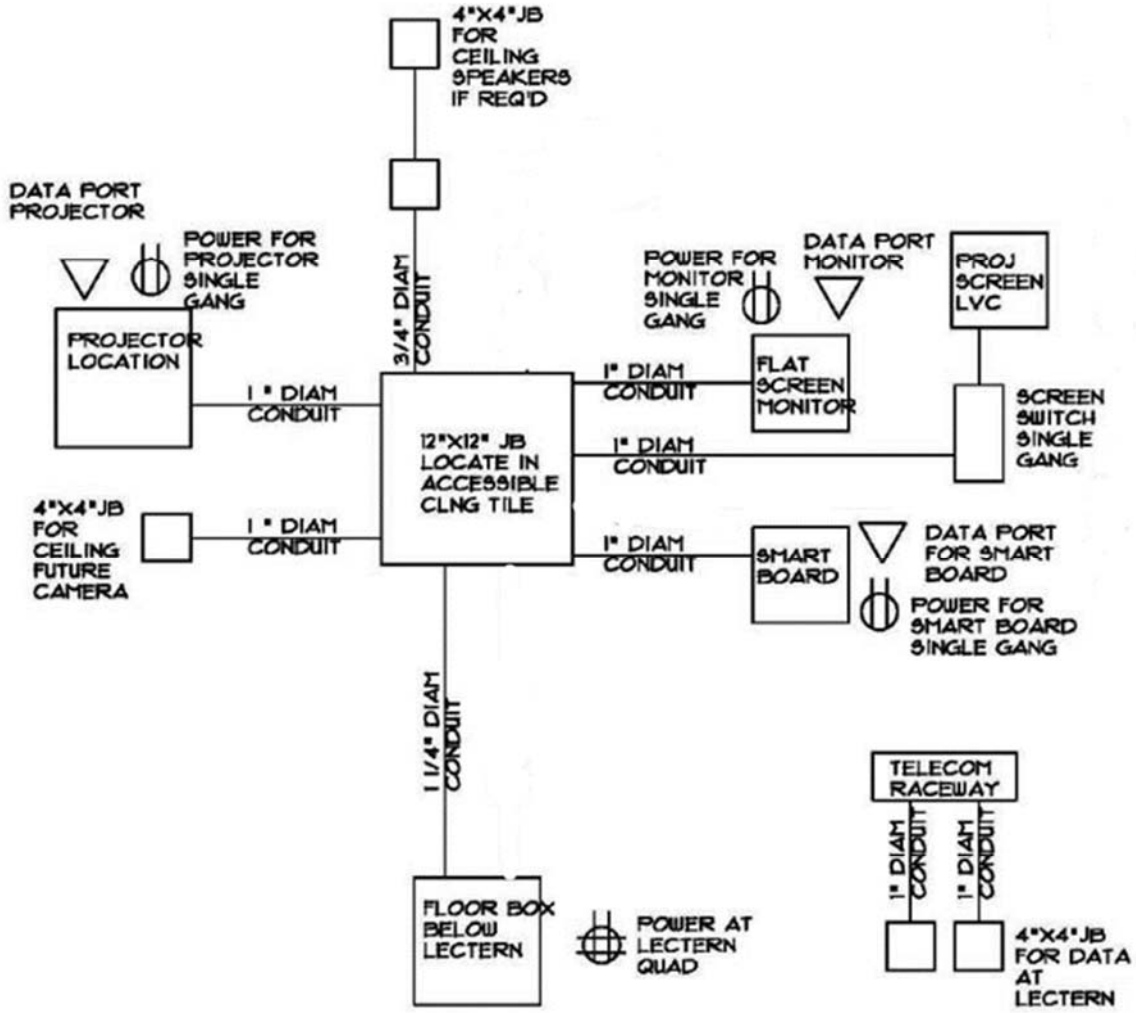 4"X4"JB
FOR
CEILING
SPEAKERS
IF REQ'D
DATA PORT
PROJECTOR
POWER FOR
PROJECTOR
SINGLE
GANG
PROJECTOR
LOCATION
3/4" DIAM
CONDUIT
POWER FOR
MONITOR
SINGLE
GANG
DATA PORT
MONITOR
PROJ
SCREEN
LVC
1" DIAM
CONDUIT
1" DIAM
CONDUIT
FLAT
SCREEN
MONITOR
SCREEN
SWITCH
SINGLE
GANG
12"X12" JB
LOCATE IN
ACCESSIBLE
CLNG TILE
1" DIAM
CONDUIT
4"X4"JB
FOR
CEILING
FUTURE
CAMERA
1" DIAM
CONDUIT
1" DIAM
CONDUIT
SMART
BOARD
DATA PORT
FOR SMART
BOARD
POWER FOR
SMART BOARD
SINGLE GANG
1 1/4" DIAM
CONDUIT
TELECOM
RACEWAY
1" DIAM
CONDUIT
1" DIAM
CONDUIT
FLOOR BOX
BELOW
LECTERN
POWER AT
LECTERN
QUAD
4"X4"JB
FOR DATA
AT
LECTERN